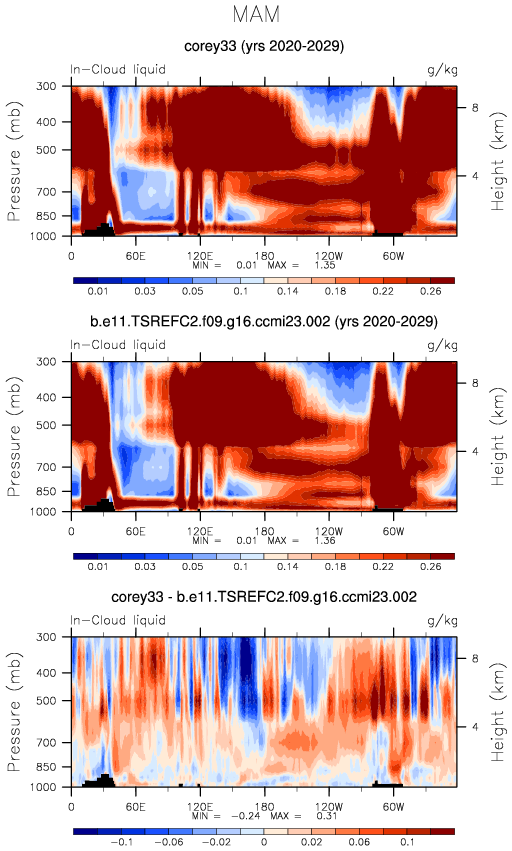 MAM
corey33 (yrs 2020-2029)
In-Cloud liquid g/kg
Pressure (mb)
300
400
500
700
850
1000
8
4
Height (km)
0 60E 120E 180 120W 60W
MIN = 0.01 MAX = 1.35
0.01 0.03 0.05 0.1 0.14 0.18 0.22 0.26
b.e11.TSREFC2.f09.g16.ccmi23.002 (yrs 2020-2029)
In-Cloud liquid g/kg
Pressure (mb)
300
400
500
700
850
1000
8
4
Height (km)
0 60E 120E 180 120W 60W
MIN = 0.01 MAX = 1.36
0.01 0.03 0.05 0.1 0.14 0.18 0.22 0.26
corey33 - b.e11.TSREFC2.f09.g16.ccmi23.002
In-Cloud liquid g/kg
Pressure (mb)
300
400
500
700
850
1000
8
4
Height (km)
0 60E 120E 180 120W 60W
MIN = -0.24 MAX = 0.31
-0.1 -0.06 -0.02 0 0.02 0.06 0.1